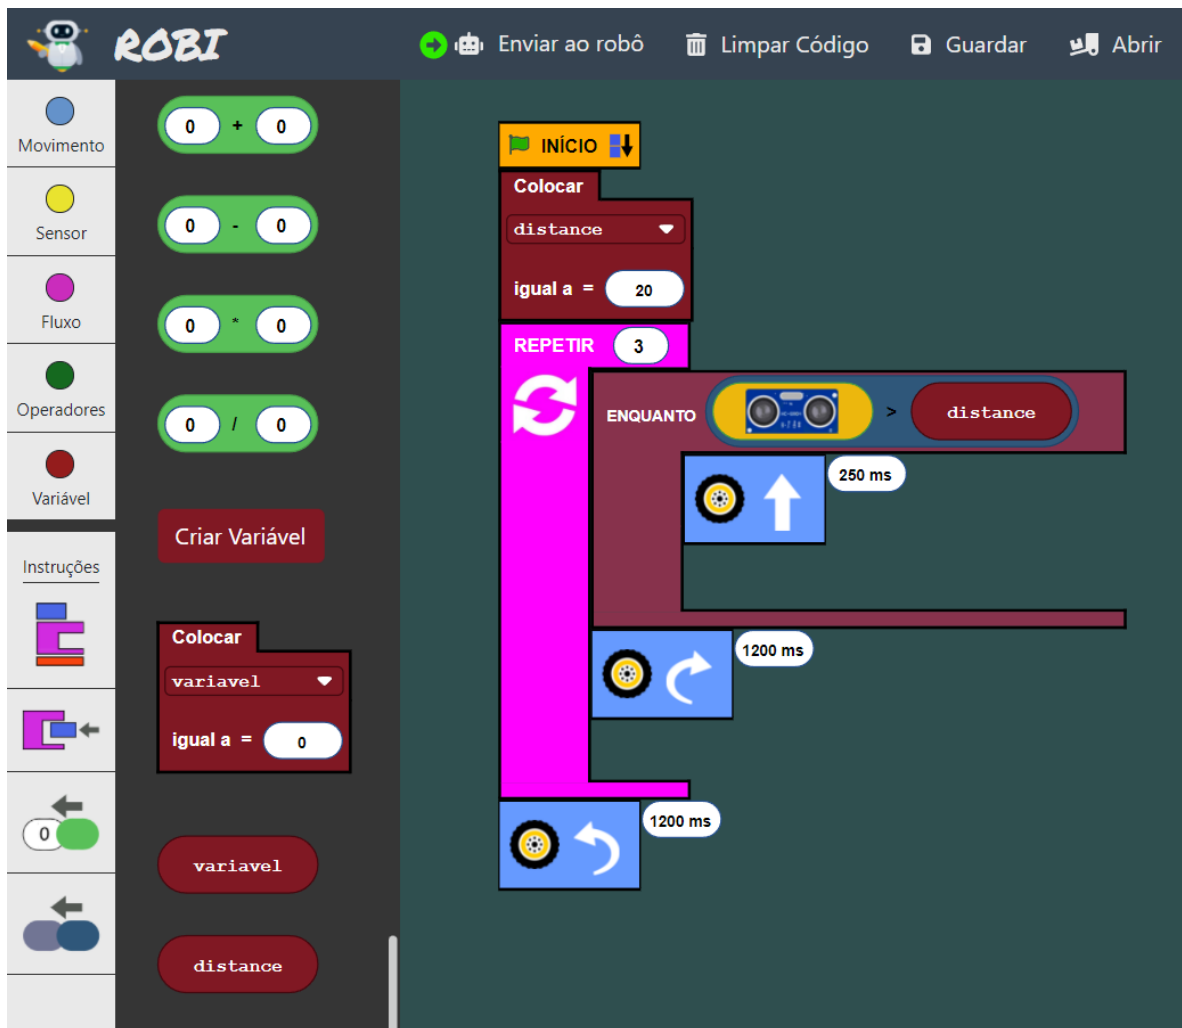 ROBI
Enviar ao robô
Limpar Código
Guardar
Abrir
Movimento
Sensor
Fluxo
Operadores
Variável
Instruções
0
0 + 0
0 - 0
0 * 0
0 / 0
Criar Variável
Colocar
variavel
igual a = 0
variavel
distance
INÍCIO
Colocar
distance
igual a = 20
REPETIR 3
ENQUANTO > distance
250 ms
1200 ms
1200 ms